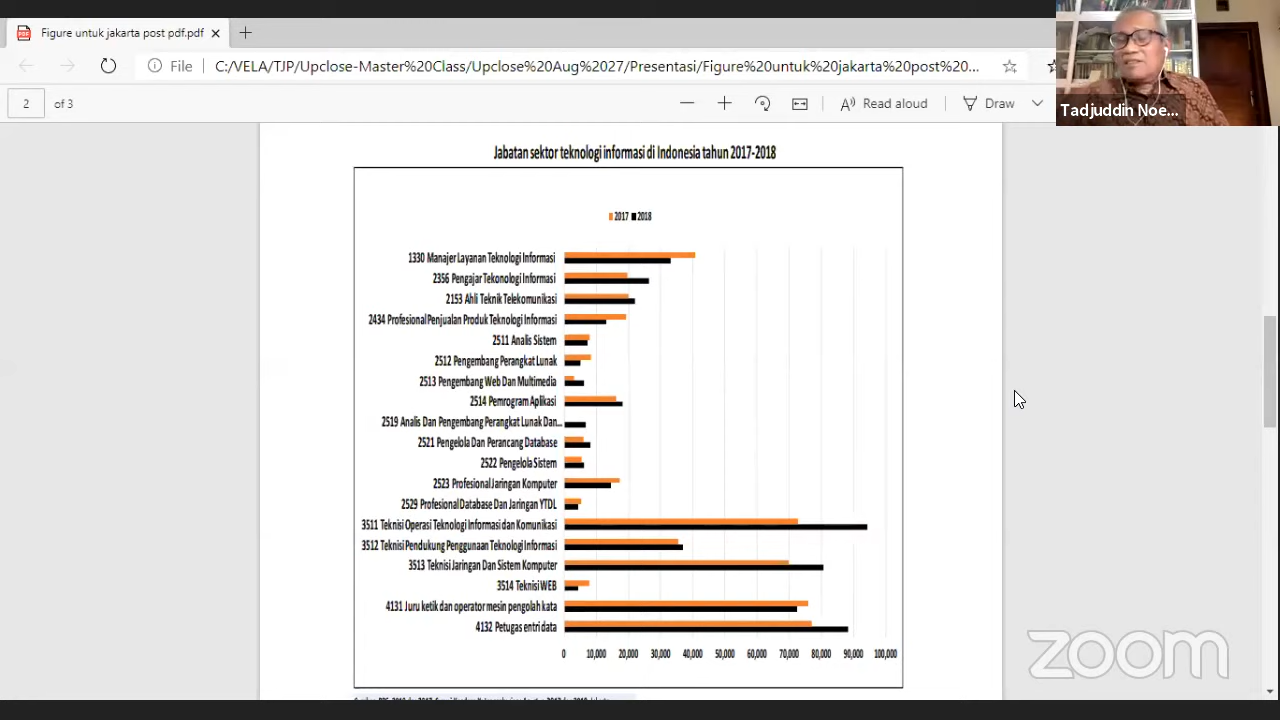 Figure untuk jakarta post pdf.pdf
File
C:/VELA/TJP/Upclose-Master%20Class/Upclose%20Aug%2027/Presentasi/Figure%20untuk%20jakarta%20post%20...
2 of 3
Read aloud
Draw
Tadjuddin Noe...
Jabatan sektor teknologi informasi di Indonesia tahun 2017-2018
2017 2018
1330 Manajer Layanan Teknologi Informasi
2356 Pengajar Tekonologi Informasi
2153 Ahli Teknik Telekomunikasi
2434 Profesional Penjualan Produk Teknologi Informasi
2511 Analis Sistem
2512 Pengembang Perangkat Lunak
2513 Pengembang Web Dan Multimedia
2514 Pemrogram Aplikasi
2519 Analis Dan Pengembang Perangkat Lunak Dan...
2521 Pengelola Dan Perancang Database
2522 Pengelola Sistem
2523 Profesional Jaringan Komputer
2529 Profesional Database Dan Jaringan YTDL
3511 Teknisi Operasi Teknologi Informasi dan Komunikasi
3512 Teknisi Pendukung Penggunaan Teknologi Informasi
3513 Teknisi Jaringan Dan Sistem Komputer
3514 Teknisi WEB
4131 Juru ketik dan operator mesin pengolah kata
4132 Petugas entri data
0 10,000 20,000 30,000 40,000 50,000 60,000 70,000 80,000 90,000 100,000
zoom